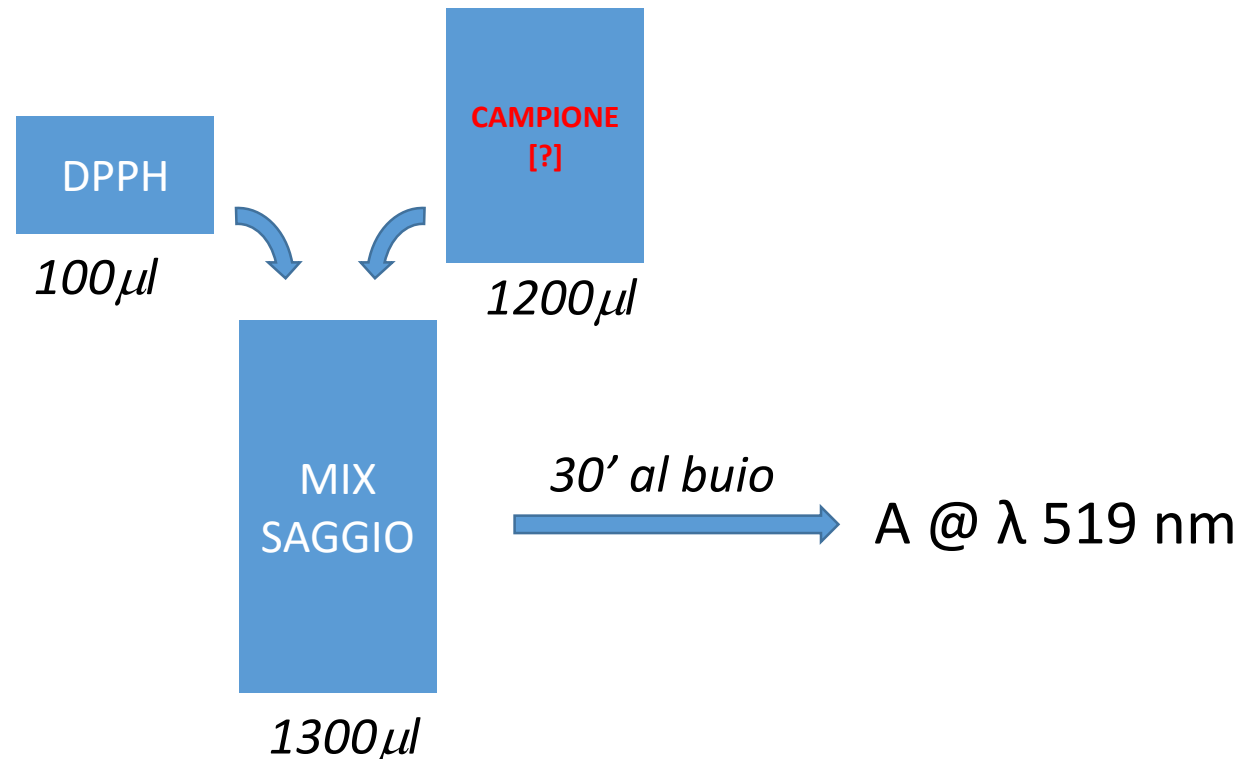 CAMPIONE
[?]
DPPH
100µl
1200µl
MIX
SAGGIO
30’ al buio
A @ λ 519 nm
1300µl